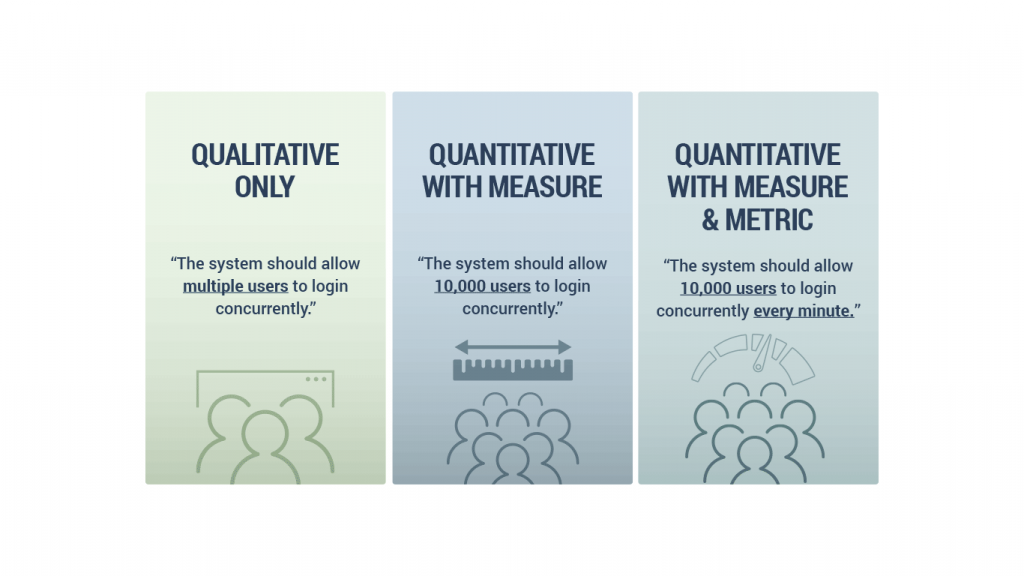 QUALITATIVE
ONLY
“The system should allow
multiple users to login
concurrently.”
QUANTITATIVE
WITH MEASURE
“The system should allow
10,000 users to login
concurrently.”
QUANTITATIVE
WITH MEASURE
& METRIC
“The system should allow
10,000 users to login
concurrently every minute.”